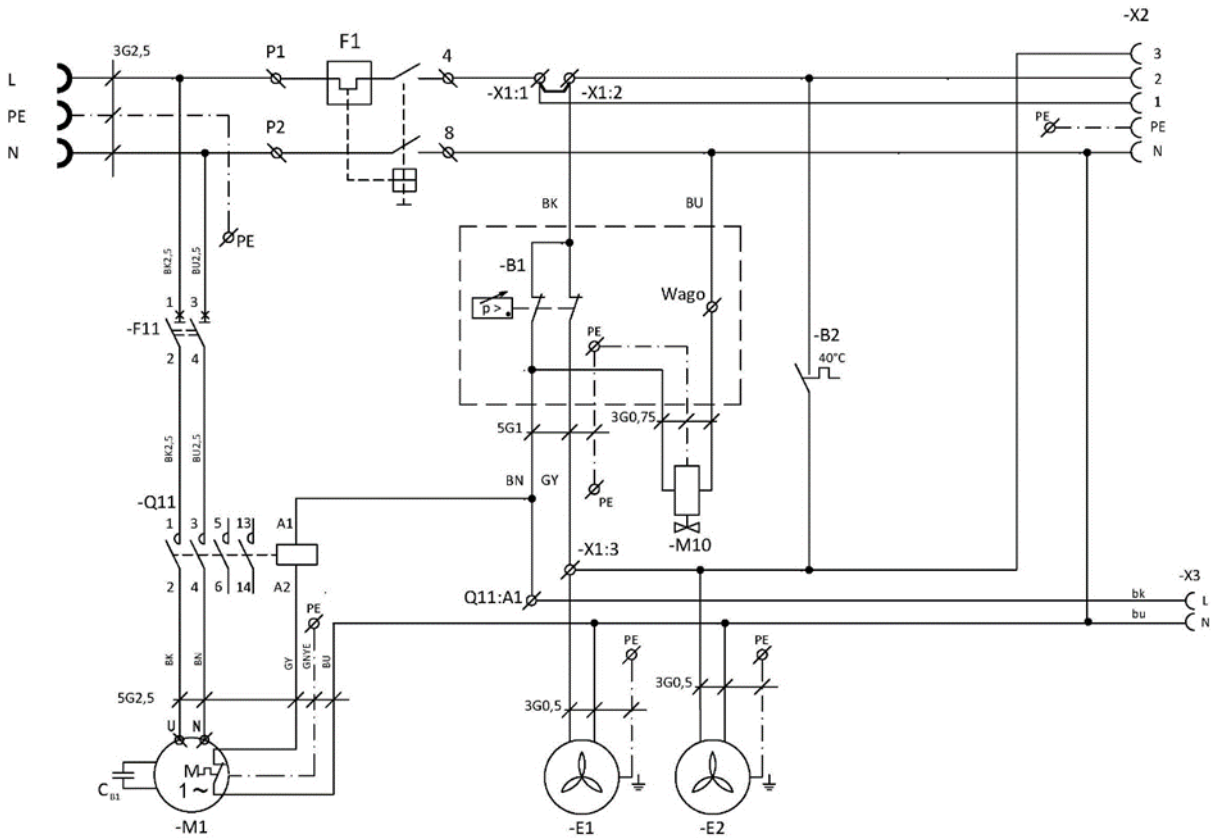 -X2
3G2,5
P1
F1
4
3
L
-X1:1
-X1:2
2
1
PE
PE
PE
P2
8
N
N
BK
BU
PE
BK2,5
BU2,5
-B1
Wago
1
3
p >
-F11
PE
-B2
2
4
40°C
3G0,75
5G1
BK2,5
BU2,5
BN
GY
PE
-Q11
1
3
5
13
A1
-M10
-X1:3
2
4
6
14
A2
-X3
Q11:A1
bk
L
PE
bu
N
PE
PE
BK
BN
GY
GNYE
BU
5G2,5
3G0,5
3G0,5
U
N
M
1~
C B1
-M1
-E1
-E2